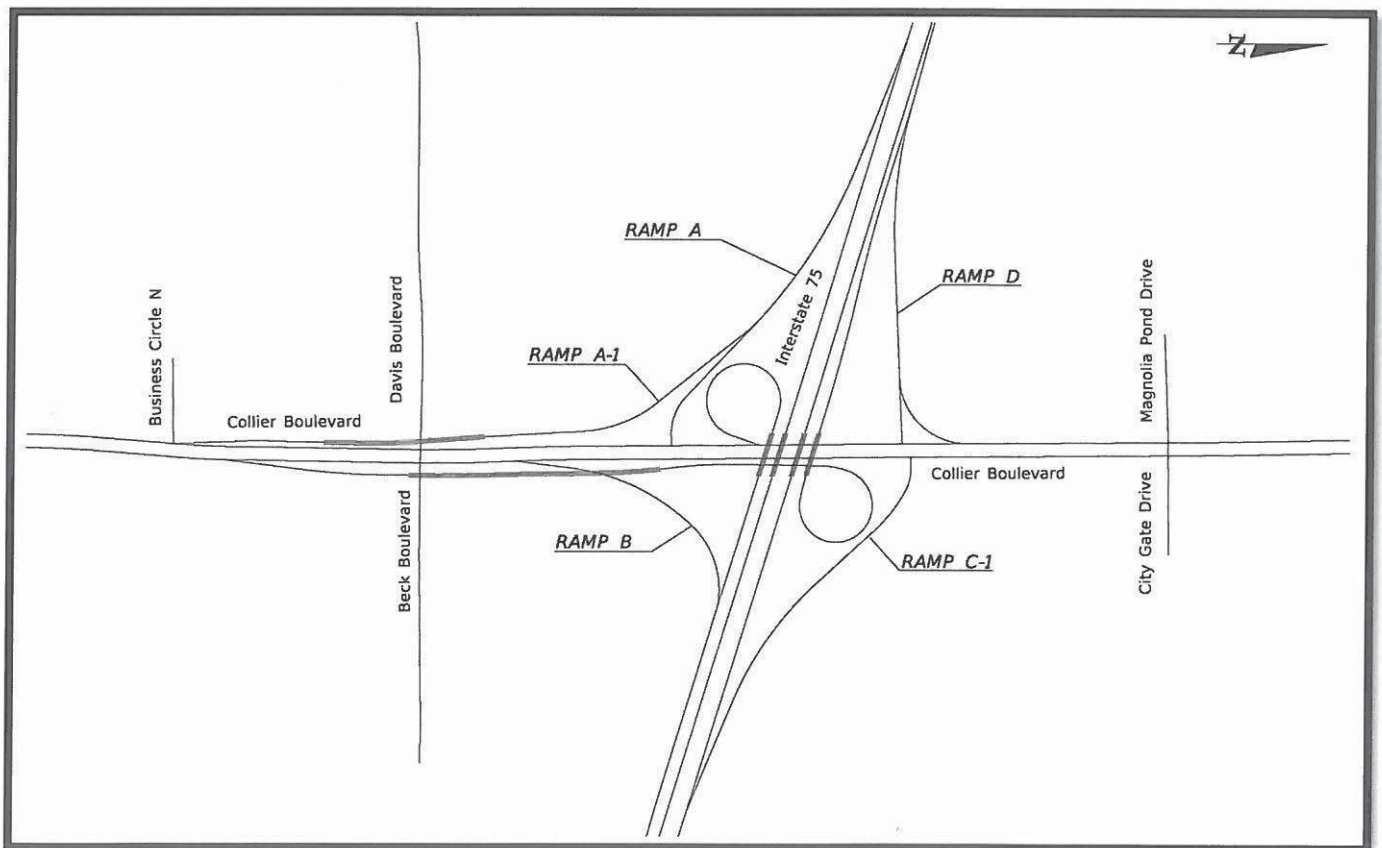 N
RAMP A
RAMP D
Interstate 75
RAMP A-1
Business Circle N
Davis Boulevard
Magnolia Pond Drive
Collier Boulevard
Collier Boulevard
Beck Boulevard
City Gate Drive
RAMP B
RAMP C-1